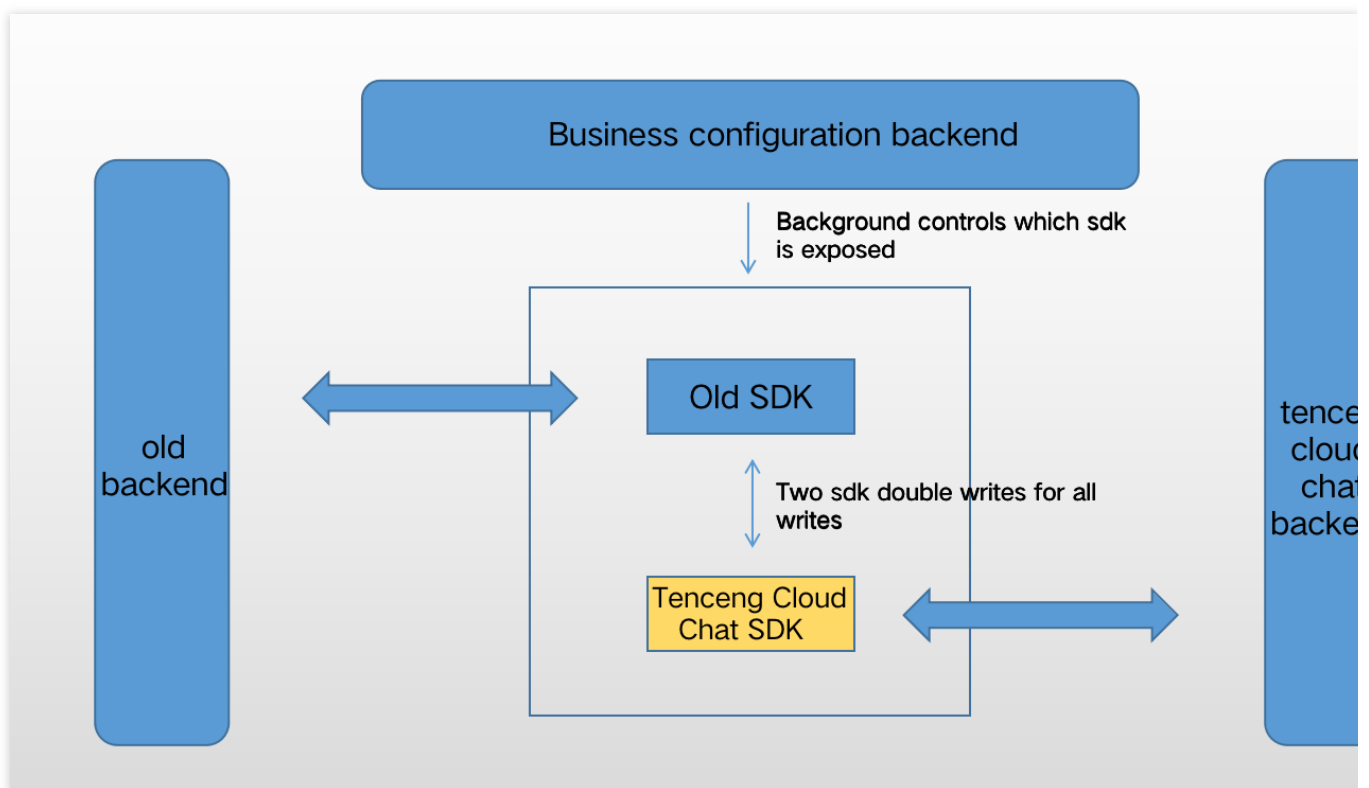 Business configuration backend
Background controls which sdk
is exposed
Old SDK
old
backend
Two sdk double writes for all
writes
Tenceng Cloud
Chat SDK